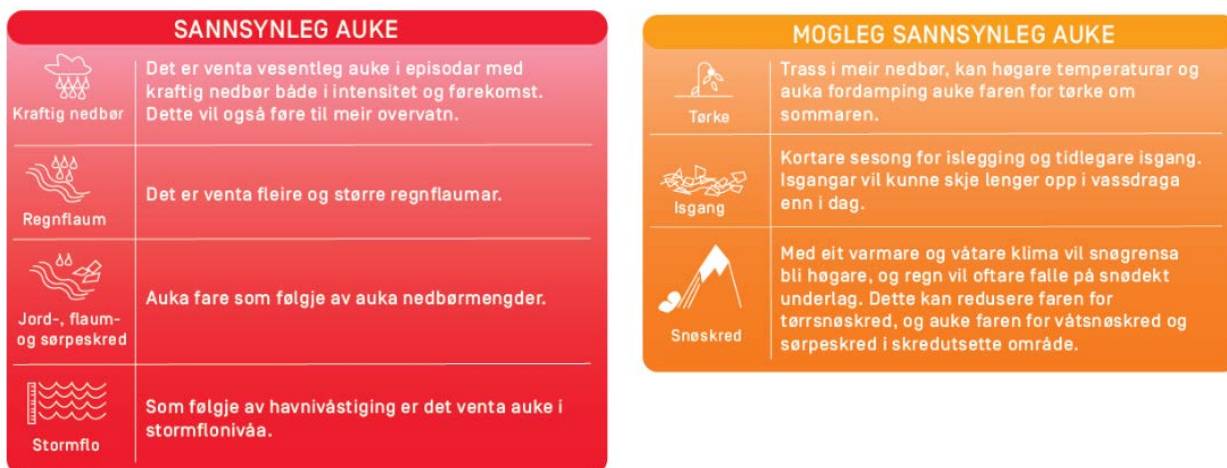 SANNSYNLEG AUKE
Kraftig nedbør
Det er venta vesentleg auke i episodar med
kraftig nedbør både i intensitet og førekomst.
Dette vil også føre til meir overvatn.
Regnflaum
Det er venta fleire og større regnflaumar.
Jord-, flaum-
og sørpeskred
Auka fare som følgje av auka nedbørmengder.
Stormflo
Som følgje av havnivåstiging er det venta auke i
stormflonivåa.
MOGLEG SANNSYNLEG AUKE
Tørke
Trass i meir nedbør, kan høgare temperaturar og
auka fordamping auke faren for tørke om
sommaren.
Isgang
Kortare sesong for islegging og tidlegare isgang.
Isgangar vil kunne skje lenger opp i vassdraga
enn i dag.
Snøskred
Med eit varmare og våtare klima vil snøgrensa
bli høgare, og regn vil oftare falle på snødekt
underlag. Dette kan redusere faren for
tørrsnøskred, og auke faren for våtsnøskred og
sørpeskred i skredutsette område.